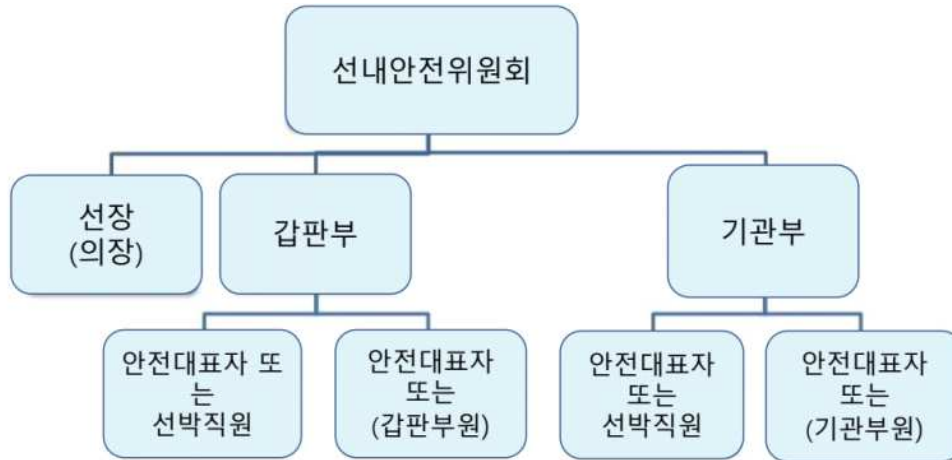 선내안전위원회
선장
(의장)
갑판부
기관부
안전대표자 또
는
선박직원
안전대표자
또는
(갑판부원)
안전대표자
또는
선박직원
안전대표자
또는
(기관부원)